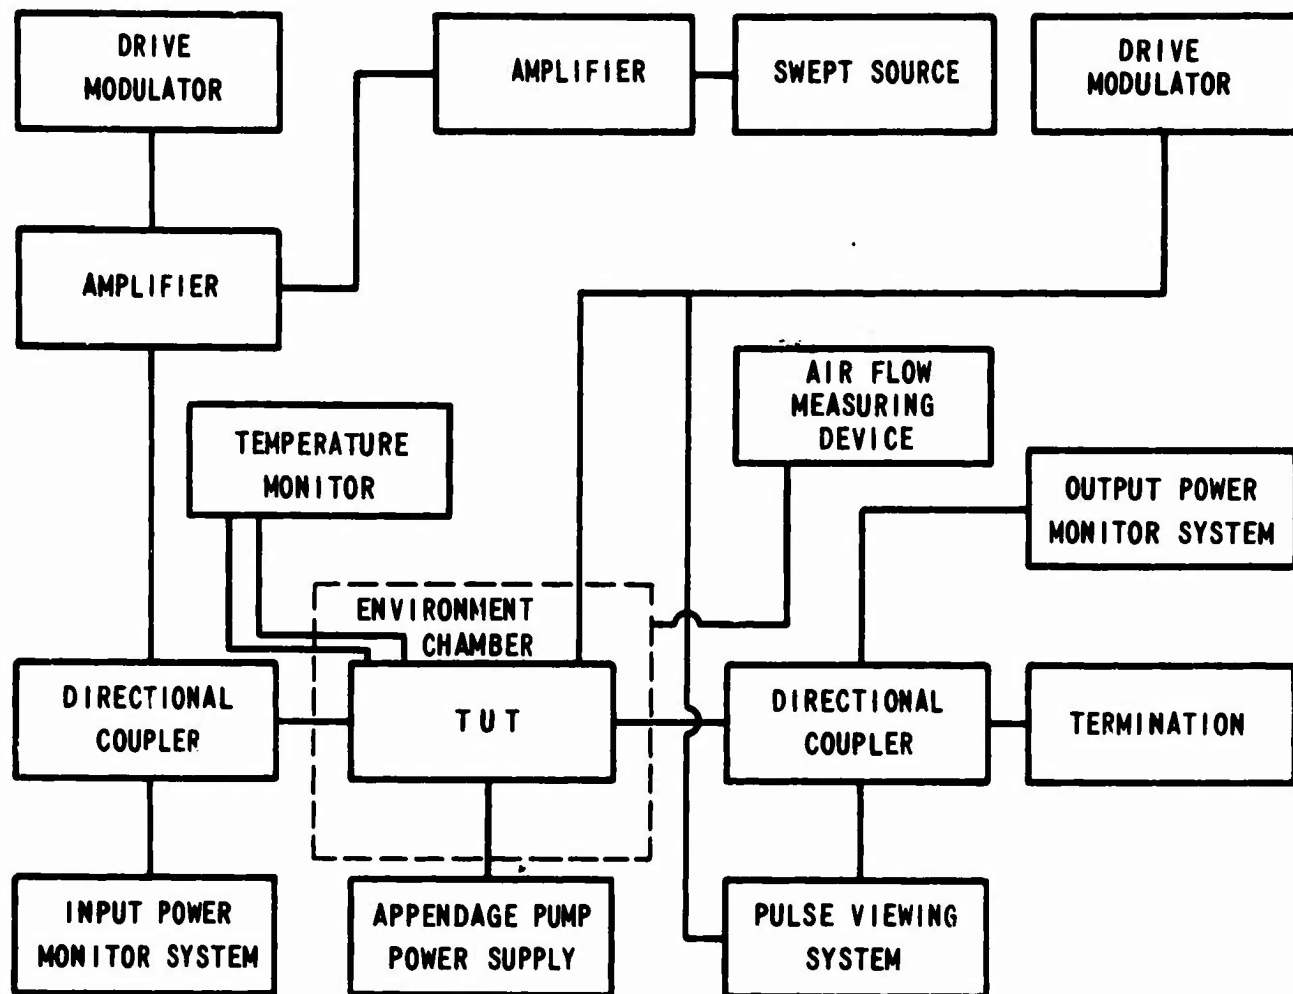 DRIVE
MODULATOR
AMPLIFIER
SWEPT SOURCE
DRIVE
MODULATOR
AMPLIFIER
AIR FLOW
MEASURING
DEVICE
TEMPERATURE
MONITOR
OUTPUT POWER
MONITOR SYSTEM
ENVIRONMENT
CHAMBER
DIRECTIONAL
COUPLER
TUT
DIRECTIONAL
COUPLER
TERMINATION
INPUT POWER
MONITOR SYSTEM
APPENDAGE PUMP
POWER SUPPLY
PULSE VIEWING
SYSTEM